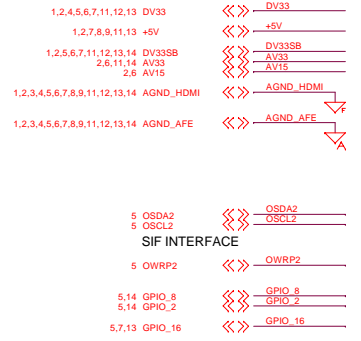 1,2,4,5,6,7,11,12,13 DV33 DV33
1,2,7,8,9,11,13 +5V +5V
1,2,5,6,7,11,12,13,14 DV33SB DV33SB
2,6,11,14 AV33 AV33
2,6 AV15 AV15
1,2,3,4,5,6,7,8,9,11,12,13,14 AGND_HDMI AGND_HDMI
1,2,3,4,5,6,7,8,9,11,12,13,14 AGND_AFE AGND_AFE
A
5 OSDA2 OSDA2
5 OSCL2 OSCL2
SIF INTERFACE
5 OWRP2 OWRP2
5,14 GPIO_8 GPIO_8
5,14 GPIO_2 GPIO_2
5,7,13 GPIO_16 GPIO_16